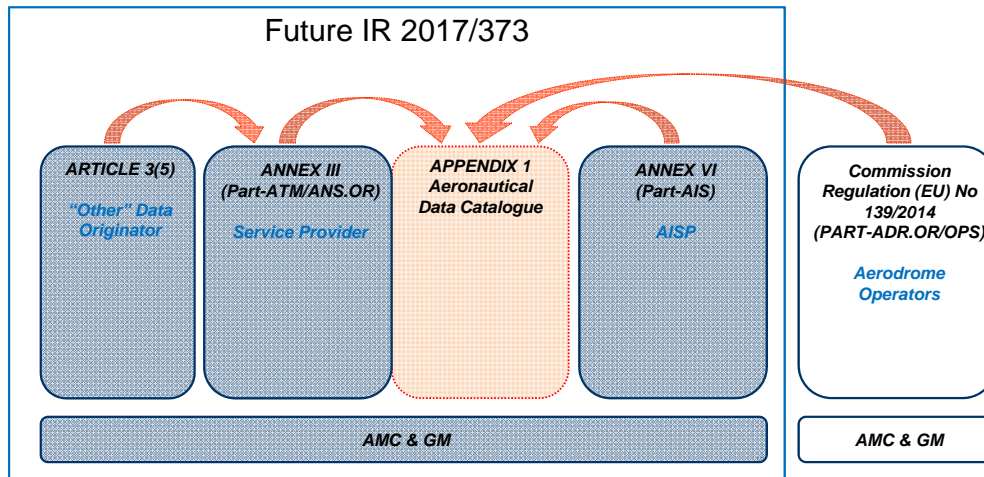 Future IR 2017/373
ARTICLE 3(5)
“Other” Data
Originator
ANNEX III
(Part-ATM/ANS.OR)
Service Provider
APPENDIX 1
Aeronautical
Data Catalogue
ANNEX VI
(Part-AIS)
AISP
Commission
Regulation (EU) No
139/2014
(PART-ADR.OR/OPS)
Aerodrome
Operators
AMC & GM
AMC & GM